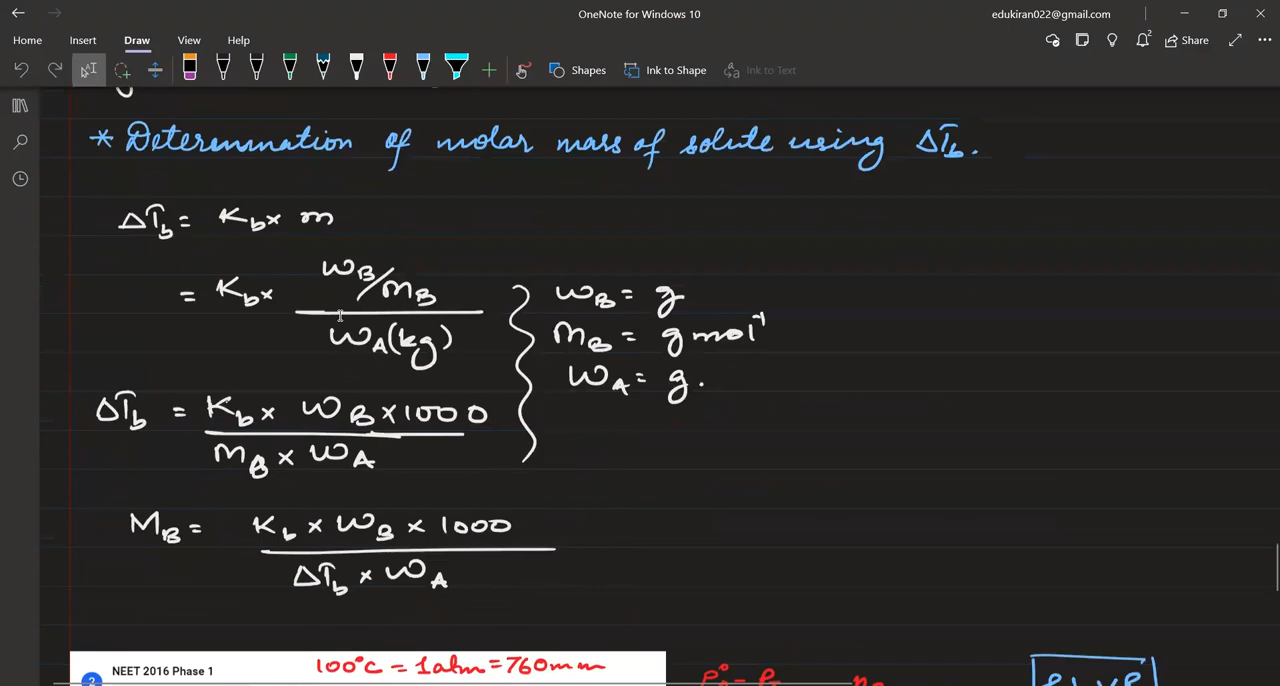 OneNote for Windows 10
edukiran022@gmail.com
Home Insert Draw View Help
Share
Shapes Ink to Shape Ink to Text
* Determination of molar mass of solute using ΔTb.
ΔTb = Kb × m
= Kb × WB/MB / WA(kg)
WB = g
MB = g mol⁻¹
WA = g.
ΔTb = Kb × WB × 1000 / MB × WA
MB = Kb × WB × 1000 / ΔTb × WA
2 NEET 2016 Phase 1
100°C = 1 atm = 760 mm